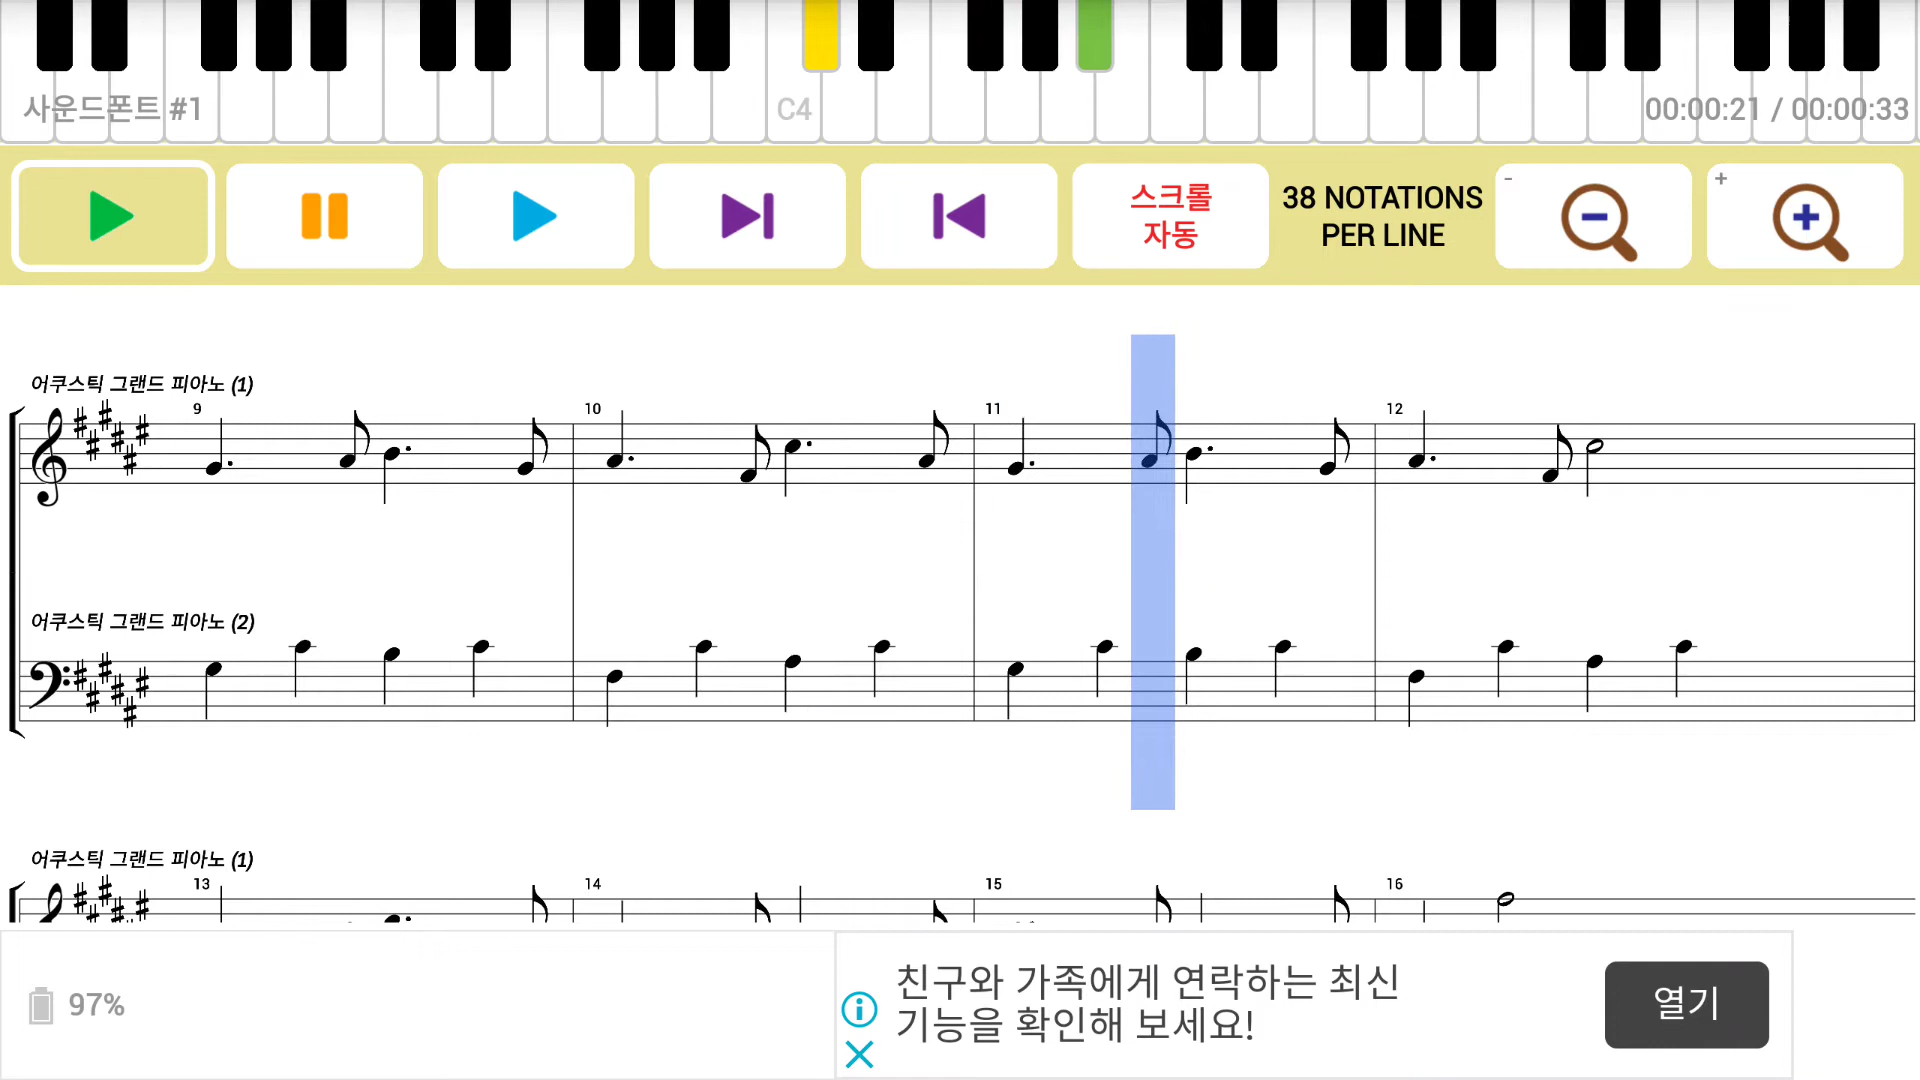 사운드폰트 #1
C4
00:00:21 / 00:00:33
스크롤
자동
38 NOTATIONS
PER LINE
-
+
어쿠스틱 그랜드 피아노 (1)
9
10
11
12
어쿠스틱 그랜드 피아노 (2)
어쿠스틱 그랜드 피아노 (1)
13
14
15
16
97%
친구와 가족에게 연락하는 최신
기능을 확인해 보세요!
열기